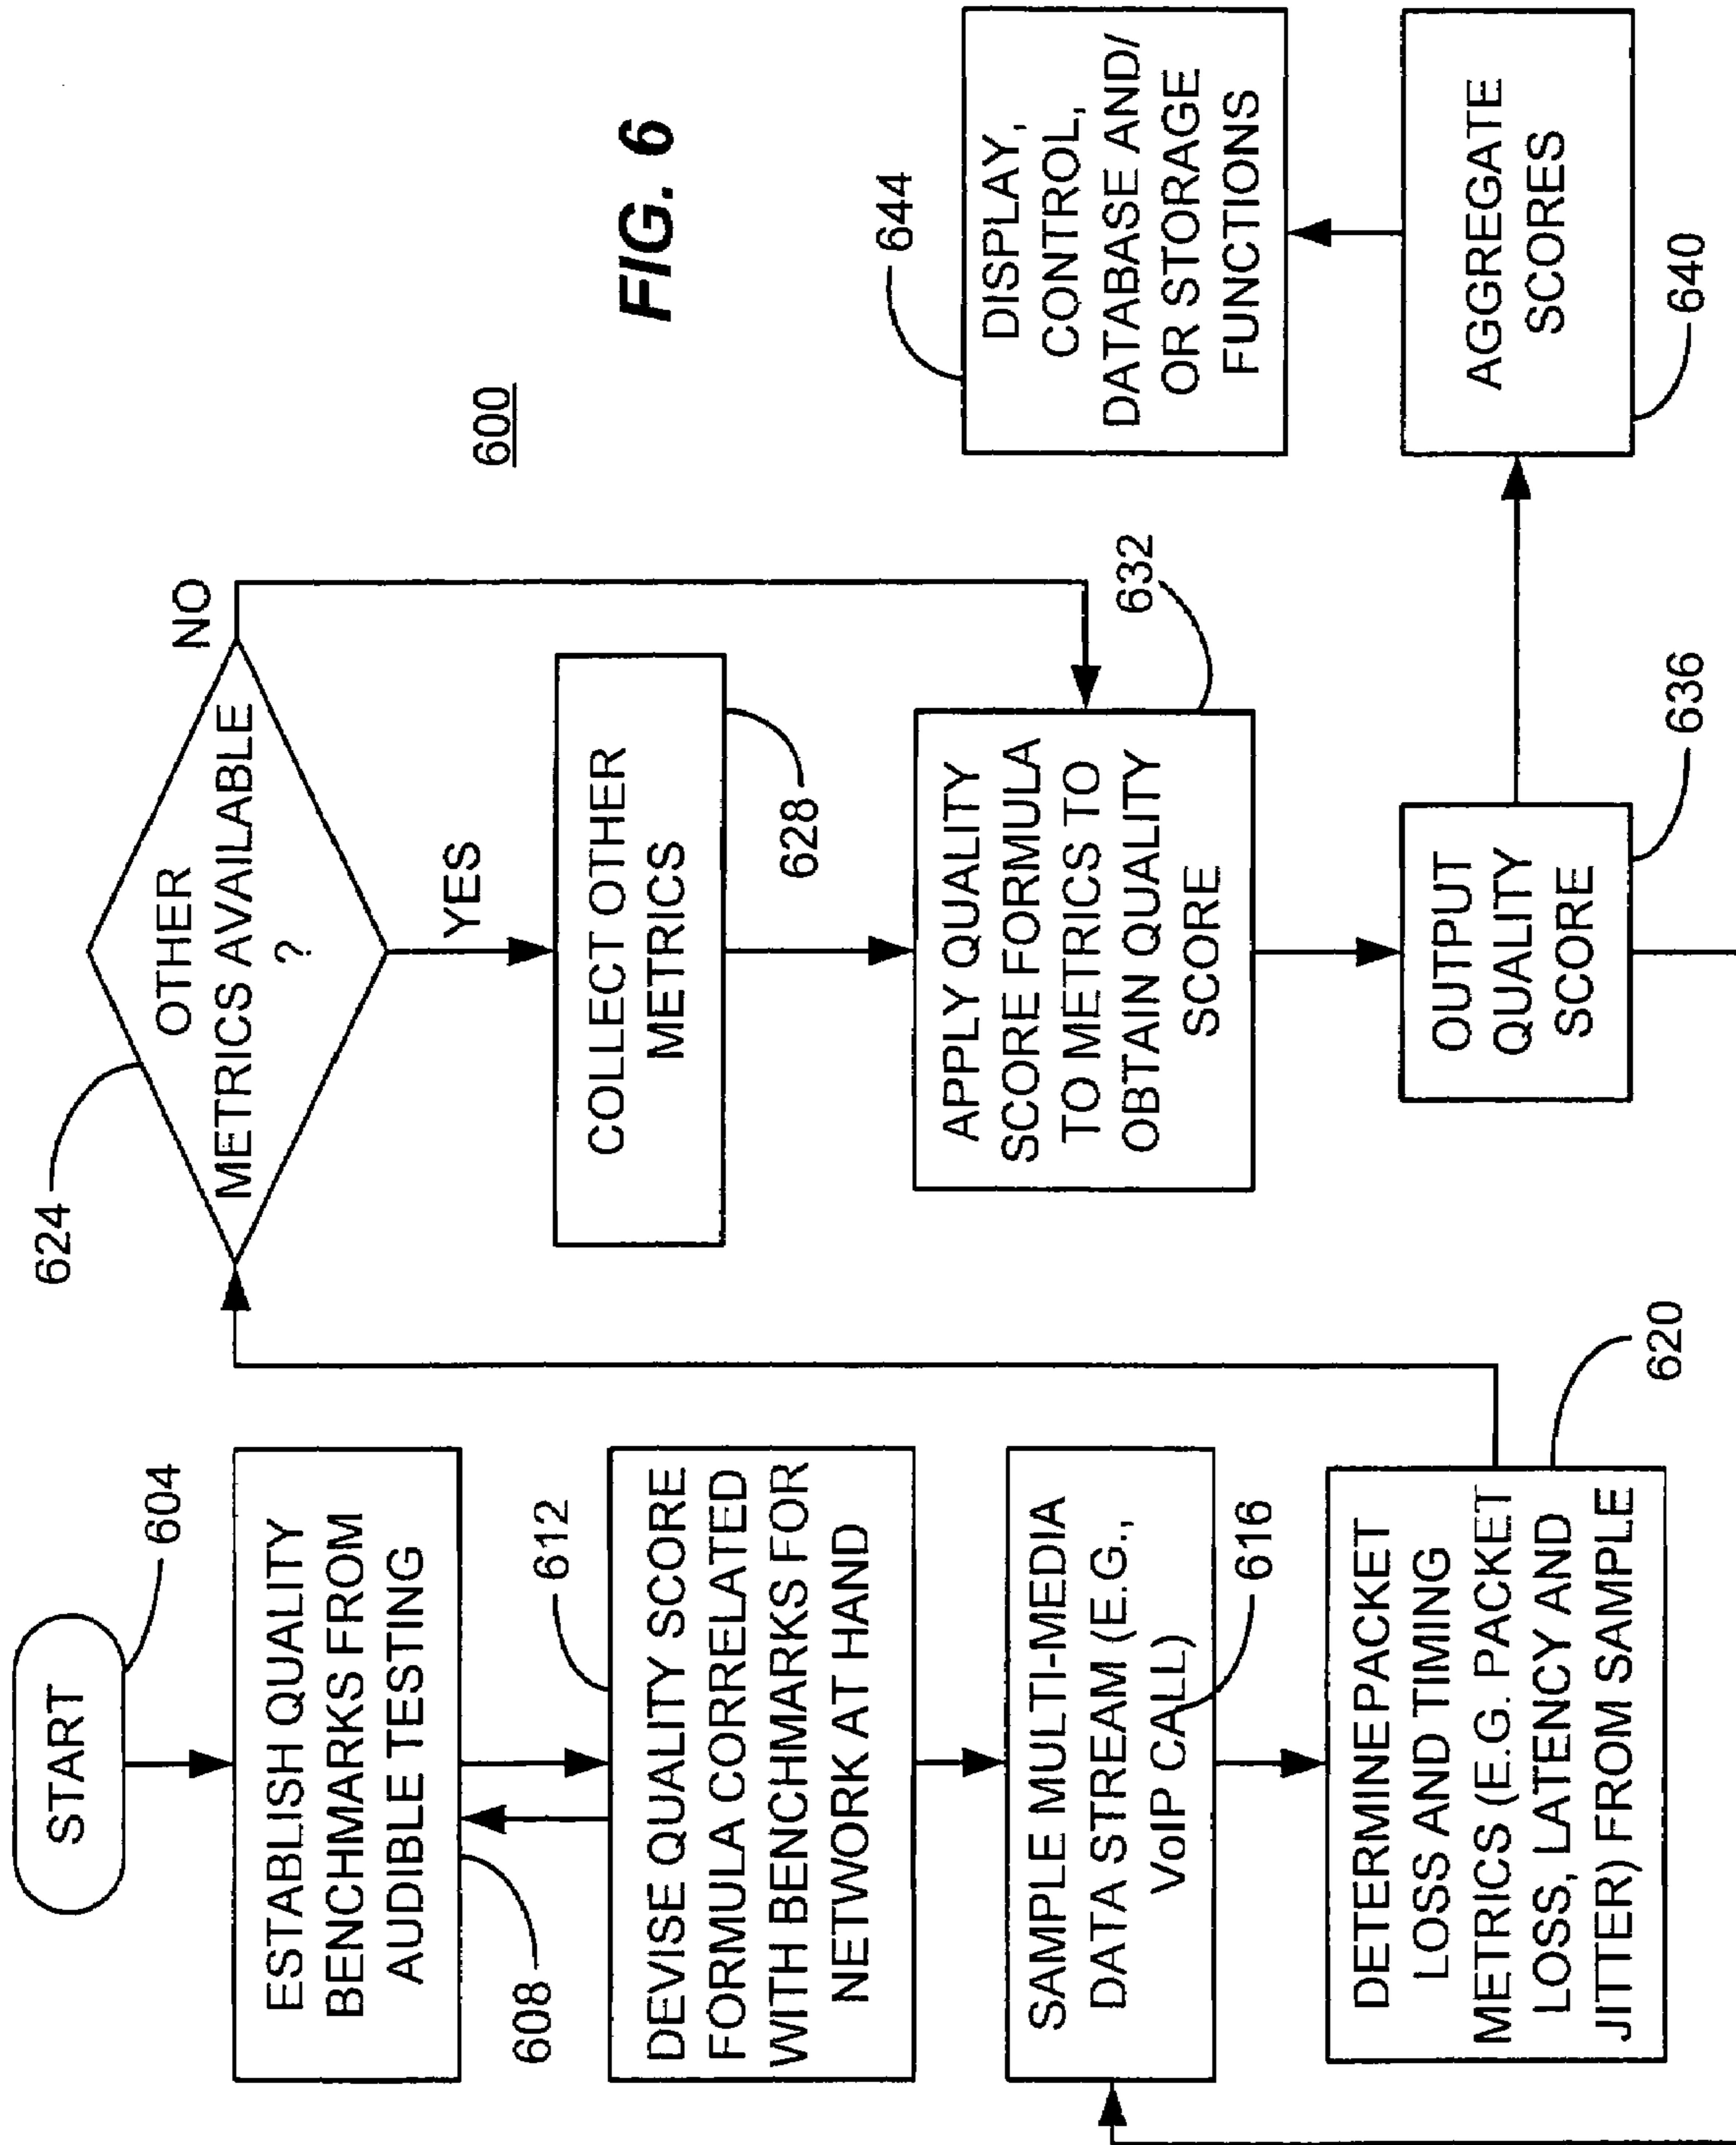 START
604
ESTABLISH QUALITY
BENCHMARKS FROM
AUDIBLE TESTING
608
612
DEVISE QUALITY SCORE
FORMULA CORRELATED
WITH BENCHMARKS FOR
NETWORK AT HAND
SAMPLE MULTI-MEDIA
DATA STREAM (E.G.,
VoIP CALL)
616
DETERMINEPACKET
LOSS AND TIMING
METRICS (E.G. PACKET
LOSS, LATENCY AND
JITTER) FROM SAMPLE
620
624
OTHER
METRICS AVAILABLE
?
NO
YES
COLLECT OTHER
METRICS
628
APPLY QUALITY
SCORE FORMULA
TO METRICS TO
OBTAIN QUALITY
SCORE
632
OUTPUT
QUALITY
SCORE
636
600
FIG. 6
644
DISPLAY,
CONTROL,
DATABASE AND/
OR STORAGE
FUNCTIONS
AGGREGATE
SCORES
640